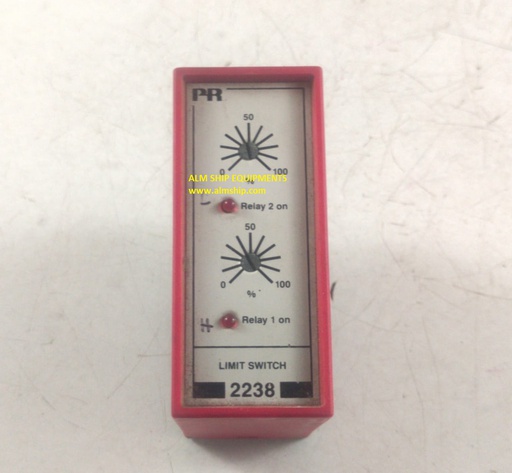 PR
50
0 100
%
ALM SHIP EQUIPMENTS
www.almship.com
Relay 2 on
50
0 100
%
H Relay 1 on
LIMIT SWITCH
2238